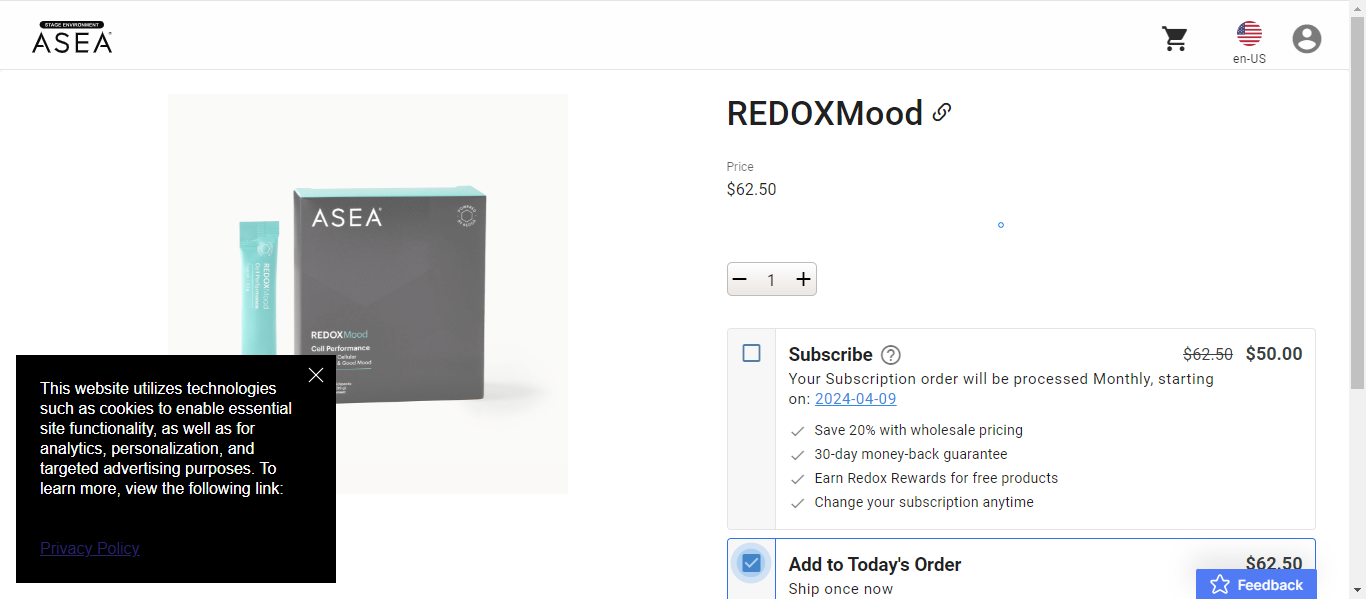 STAGE ENVIRONMENT
ASEA
en-US
REDOXMood
Price
$62.50
1
ASEA
REDOXMood
Cell Performance
REDOXMood
Cell Performance
Cellular
& Good Mood
Subscribe ?
$62.50 $50.00
Your Subscription order will be processed Monthly, starting
on: 2024-04-09
Save 20% with wholesale pricing
30-day money-back guarantee
Earn Redox Rewards for free products
Change your subscription anytime
Add to Today's Order
$62.50
Ship once now
Feedback
This website utilizes technologies
such as cookies to enable essential
site functionality, as well as for
analytics, personalization, and
targeted advertising purposes. To
learn more, view the following link:
Privacy Policy